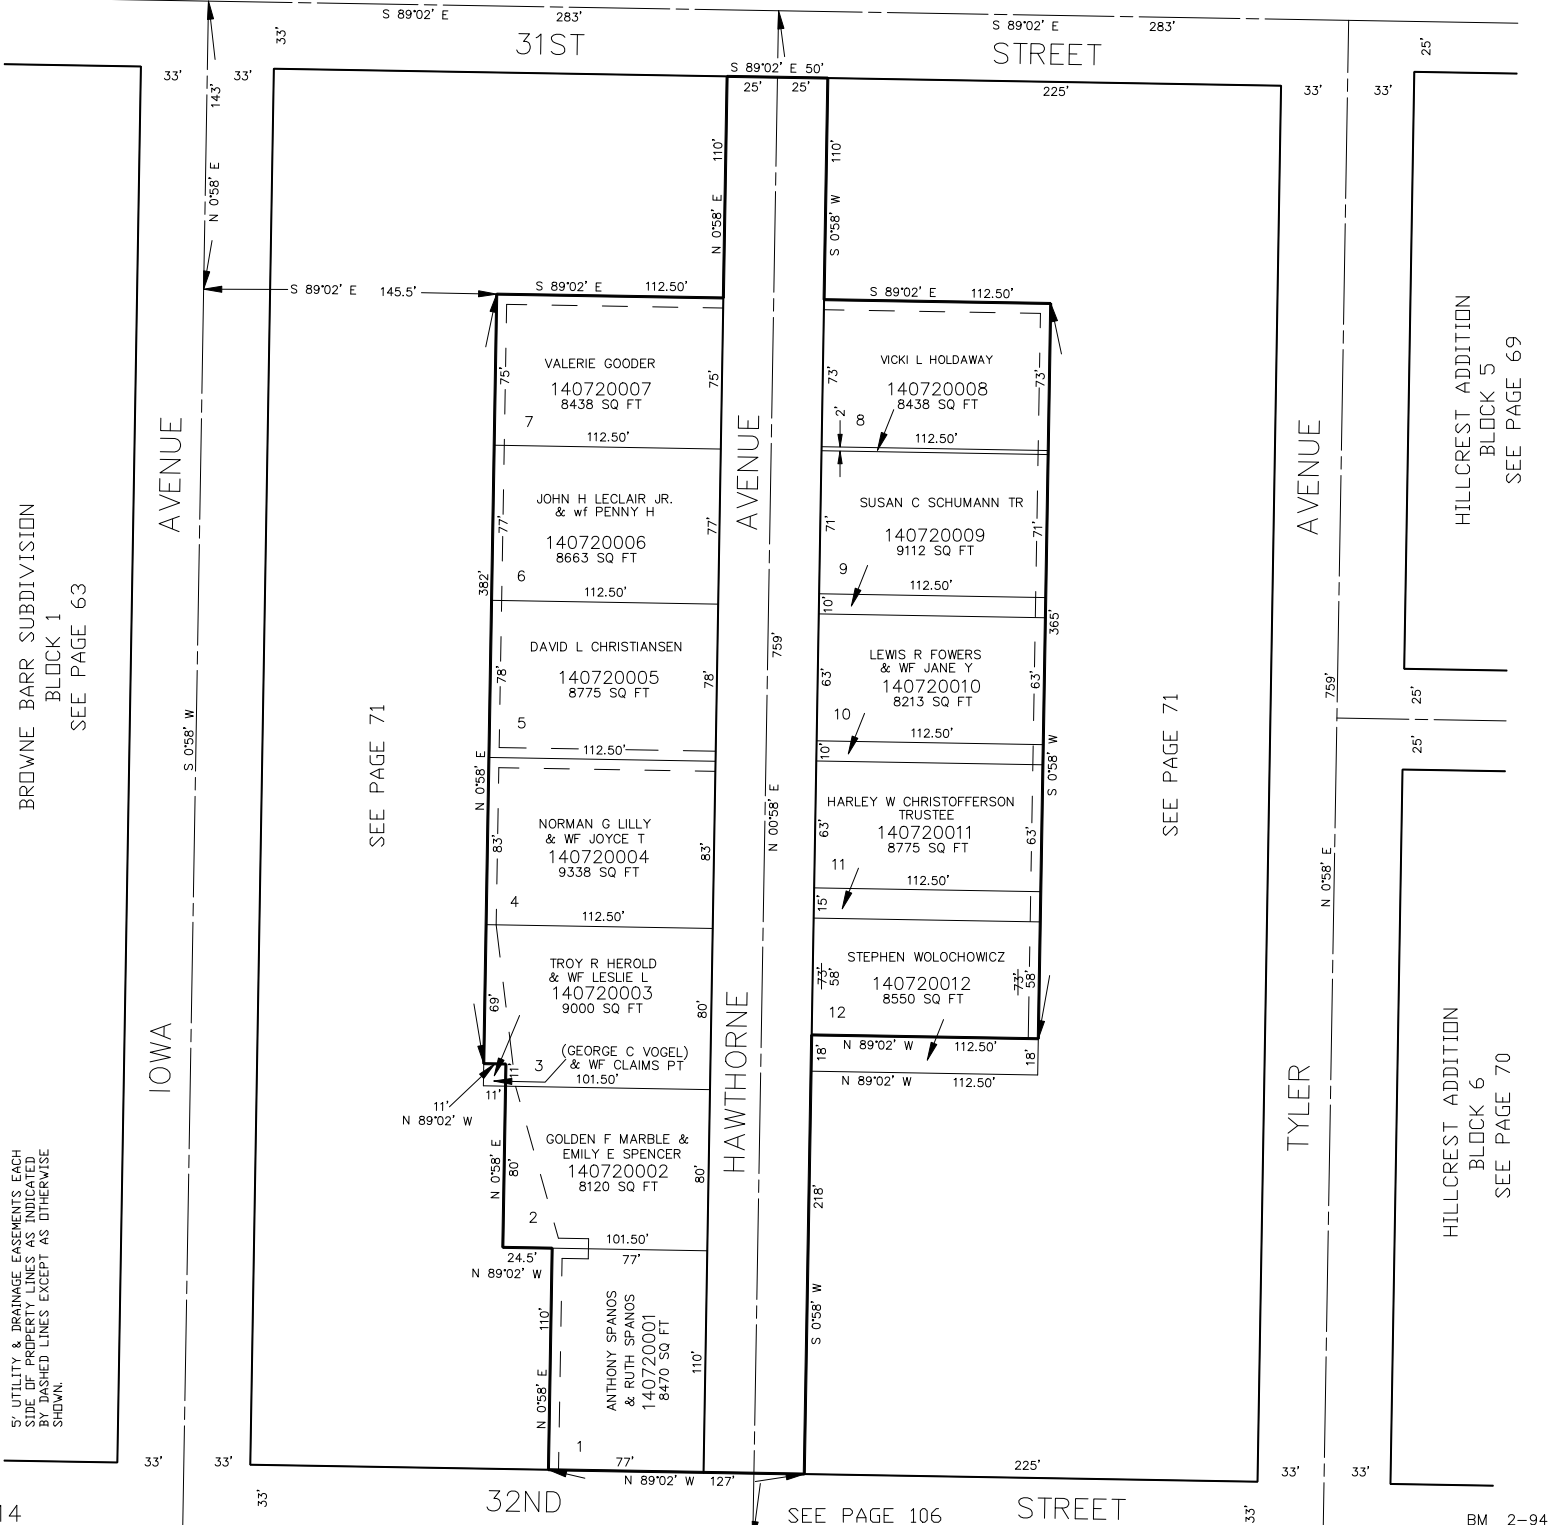 S 89°02' E
283'
S 89°02' E
283'
33'
31ST
STREET
25'
33'
33'
S 89°02' E 50'
25'
25'
225'
33'
33'
143'
N 0°58' E
110'
N 0°58' E
110'
S 0°58' W
S 89°02' E
145.5'
S 89°02' E
112.50'
S 89°02' E
112.50'
VALERIE GOODER
140720007
8438 SQ FT
7
75'
75'
112.50'
VICKI L HOLDAWAY
140720008
8438 SQ FT
8
73'
73'
2'
112.50'
JOHN H LECLAIR JR.
& wf PENNY H
140720006
8663 SQ FT
6
77'
77'
112.50'
382'
SUSAN C SCHUMANN TR
140720009
9112 SQ FT
9
71'
71'
112.50'
10'
365'
DAVID L CHRISTIANSEN
140720005
8775 SQ FT
5
78'
78'
112.50'
N 0°58' E
LEWIS R FOWERS
& WF JANE Y
140720010
8213 SQ FT
10
63'
63'
112.50'
10'
S 0°58' W
NORMAN G LILLY
& WF JOYCE T
140720004
9338 SQ FT
4
83'
83'
112.50'
HARLEY W CHRISTOFFERSON
TRUSTEE
140720011
8775 SQ FT
11
63'
63'
112.50'
15'
TROY R HEROLD
& WF LESLIE L
140720003
9000 SQ FT
3
69'
80'
(GEORGE C VOGEL)
& WF CLAIMS PT
101.50'
11'
11'
11'
N 89°02' W
STEPHEN WOLOCHOWICZ
140720012
8550 SQ FT
12
73'
58'
73'
58'
N 89°02' W
112.50'
18'
18'
N 89°02' W
112.50'
GOLDEN F MARBLE &
EMILY E SPENCER
140720002
8120 SQ FT
2
N 0°58' E
80'
80'
101.50'
77'
24.5'
N 89°02' W
ANTHONY SPANOS
& RUTH SPANOS
140720001
8470 SQ FT
1
110'
N 0°58' E
110'
77'
N 89°02' W
127'
218'
S 0°58' W
AVENUE
IOWA
S 0°58' W
AVENUE
HAWTHORNE
759'
N 00°58' E
AVENUE
TYLER
759'
N 0°58' E
SEE PAGE 71
SEE PAGE 71
BROWNE BARR SUBDIVISION
BLOCK 1
SEE PAGE 63
HILLCREST ADDITION
BLOCK 5
SEE PAGE 69
25'
25'
HILLCREST ADDITION
BLOCK 6
SEE PAGE 70
5' UTILITY & DRAINAGE EASEMENTS EACH
SIDE OF PROPERTY LINES AS INDICATED
BY DASHED LINES EXCEPT AS OTHERWISE
SHOWN.
33'
33'
225'
33'
33'
33'
32ND
STREET
33'
SEE PAGE 106
14
BM 2-94